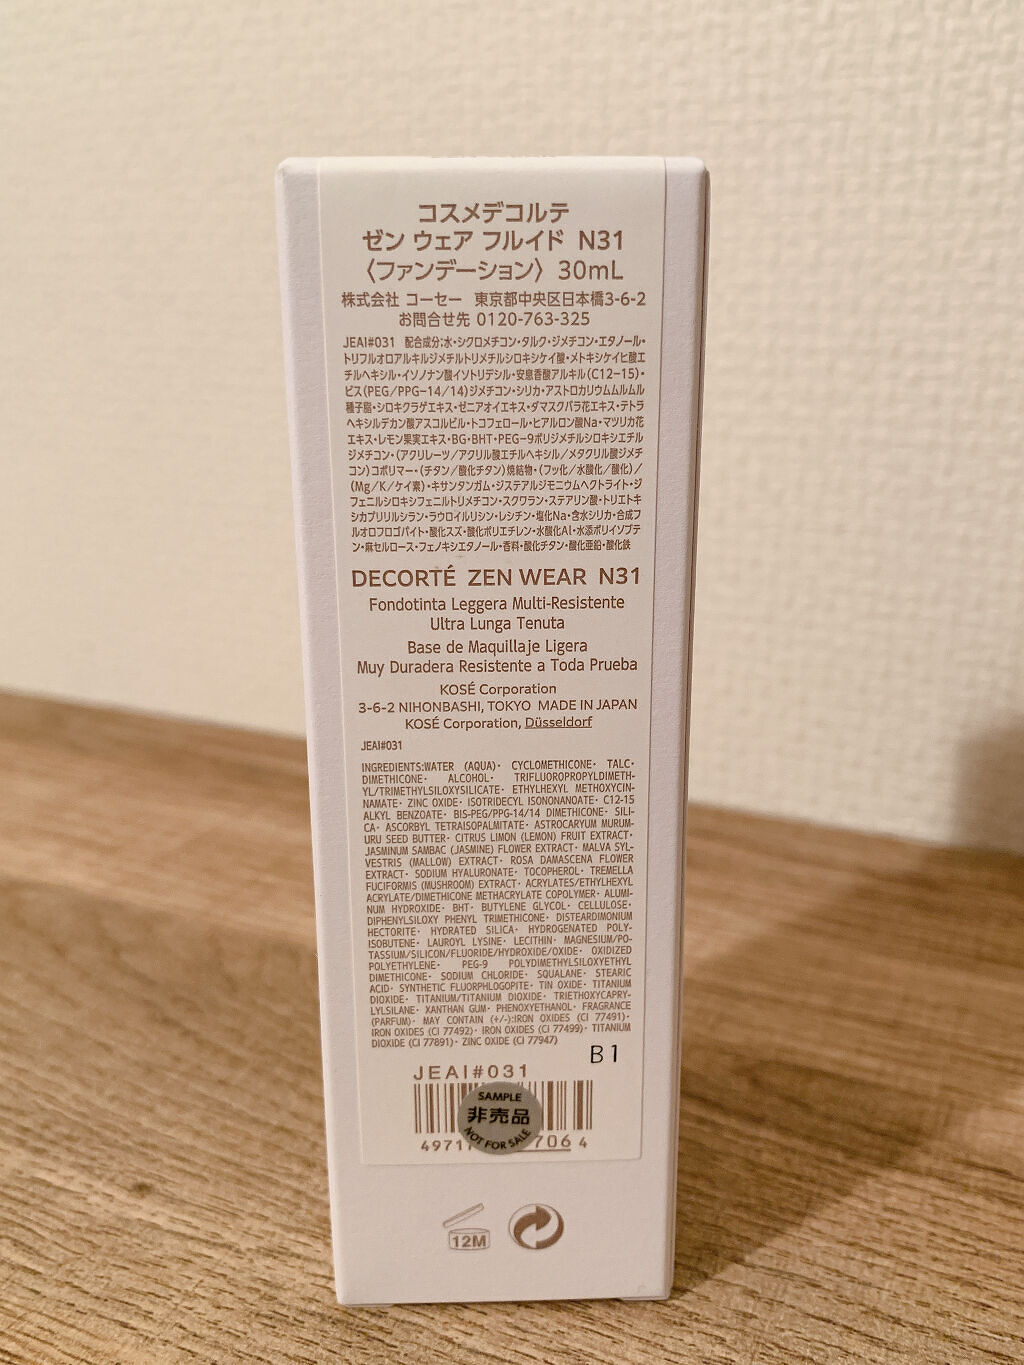 コスメデコルテ
ゼン ウェア フルイド N31
〈ファンデーション〉 30mL
株式会社 コーセー 東京都中央区日本橋3-6-2
お問合せ先 0120-763-325
JEAI#031 配合成分:水・シクロメチコン・タルク・ジメチコン・エタノール・
トリフルオロアルキルジメチルトリメチルシロキシケイ酸・メトキシケイヒ酸エ
チルヘキシル・イソノナン酸イソトリデシル・安息香酸アルキル(C12-15)・
ビス(PEG/PPG-14/14)ジメチコン・シリカ・アストロカリウムムルムル
種子脂・シロキクラゲエキス・ゼニアオイエキス・ダマスクバラ花エキス・テトラ
ヘキシルデカン酸アスコルビル・トコフェロール・ヒアルロン酸Na・マツリカ花
エキス・レモン果実エキス・BG・BHT・PEG-9ポリジメチルシロキシエチル
ジメチコン・(アクリレーツ/アクリル酸エチルヘキシル/メタクリル酸ジメチ
コン)コポリマー・(チタン/酸化チタン)焼結物・(フッ化/水酸化/酸化)/
(Mg/K/ケイ素)・キサンタンガム・ジステアルジモニウムヘクトライト・ジ
フェニルシロキシフェニルトリメチコン・スクワラン・ステアリン酸・トリエトキ
シカプリリルシラン・ラウロイルリシン・レシチン・塩化Na・含水シリカ・合成フ
ルオロフロゴパイト・酸化スズ・酸化ポリエチレン・水酸化Al・水添ポリイソブテ
ン・麻セルロース・フェノキシエタノール・香料・酸化チタン・酸化亜鉛・酸化鉄
DECORTÉ ZEN WEAR N31
Fondotinta Leggera Multi-Resistente
Ultra Lunga Tenuta
Base de Maquillaje Ligera
Muy Duradera Resistente a Toda Prueba
KOSÉ Corporation
3-6-2 NIHONBASHI, TOKYO MADE IN JAPAN
KOSÉ Corporation, Düsseldorf
JEAI#031
INGREDIENTS:WATER (AQUA)・ CYCLOMETHICONE・ TALC・
DIMETHICONE・ ALCOHOL・ TRIFLUOROPROPYLDIMETH-
YL/TRIMETHYLSILOXYSILICATE・ ETHYLHEXYL METHOXYCIN-
NAMATE・ ZINC OXIDE・ ISOTRIDECYL ISONONANOATE・ C12-15
ALKYL BENZOATE・ BIS-PEG/PPG-14/14 DIMETHICONE・ SILI-
CA・ ASCORBYL TETRAISOPALMITATE・ ASTROCARYUM MURUM-
URU SEED BUTTER・ CITRUS LIMON (LEMON) FRUIT EXTRACT・
JASMINUM SAMBAC (JASMINE) FLOWER EXTRACT・ MALVA SYL-
VESTRIS (MALLOW) EXTRACT・ ROSA DAMASCENA FLOWER
EXTRACT・ SODIUM HYALURONATE・ TOCOPHEROL・ TREMELLA
FUCIFORMIS (MUSHROOM) EXTRACT・ ACRYLATES/ETHYLHEXYL
ACRYLATE/DIMETHICONE METHACRYLATE COPOLYMER・ ALUMI-
NUM HYDROXIDE・ BHT・ BUTYLENE GLYCOL・ CELLULOSE・
DIPHENYLSILOXY PHENYL TRIMETHICONE・ DISTEARDIMONIUM
HECTORITE・ HYDRATED SILICA・ HYDROGENATED POLY-
ISOBUTENE・ LAUROYL LYSINE・ LECITHIN・ MAGNESIUM/PO-
TASSIUM/SILICON/FLUORIDE/HYDROXIDE/OXIDE・ OXIDIZED
POLYETHYLENE・ PEG-9 POLYDIMETHYLSILOXYETHYL
DIMETHICONE・ SODIUM CHLORIDE・ SQUALANE・ STEARIC
ACID・ SYNTHETIC FLUORPHLOGOPITE・ TIN OXIDE・ TITANIUM
DIOXIDE・ TITANIUM/TITANIUM DIOXIDE・ TRIETHOXYCAPRY-
LYLSILANE・ XANTHAN GUM・ PHENOXYETHANOL・ FRAGRANCE
(PARFUM)・ MAY CONTAIN (+/-):IRON OXIDES (CI 77491)・
IRON OXIDES (CI 77492)・ IRON OXIDES (CI 77499)・ TITANIUM
DIOXIDE (CI 77891)・ ZINC OXIDE (CI 77947)
B1
JEAI#031
SAMPLE
非売品
NOT FOR SALE
4971 706 4
12M